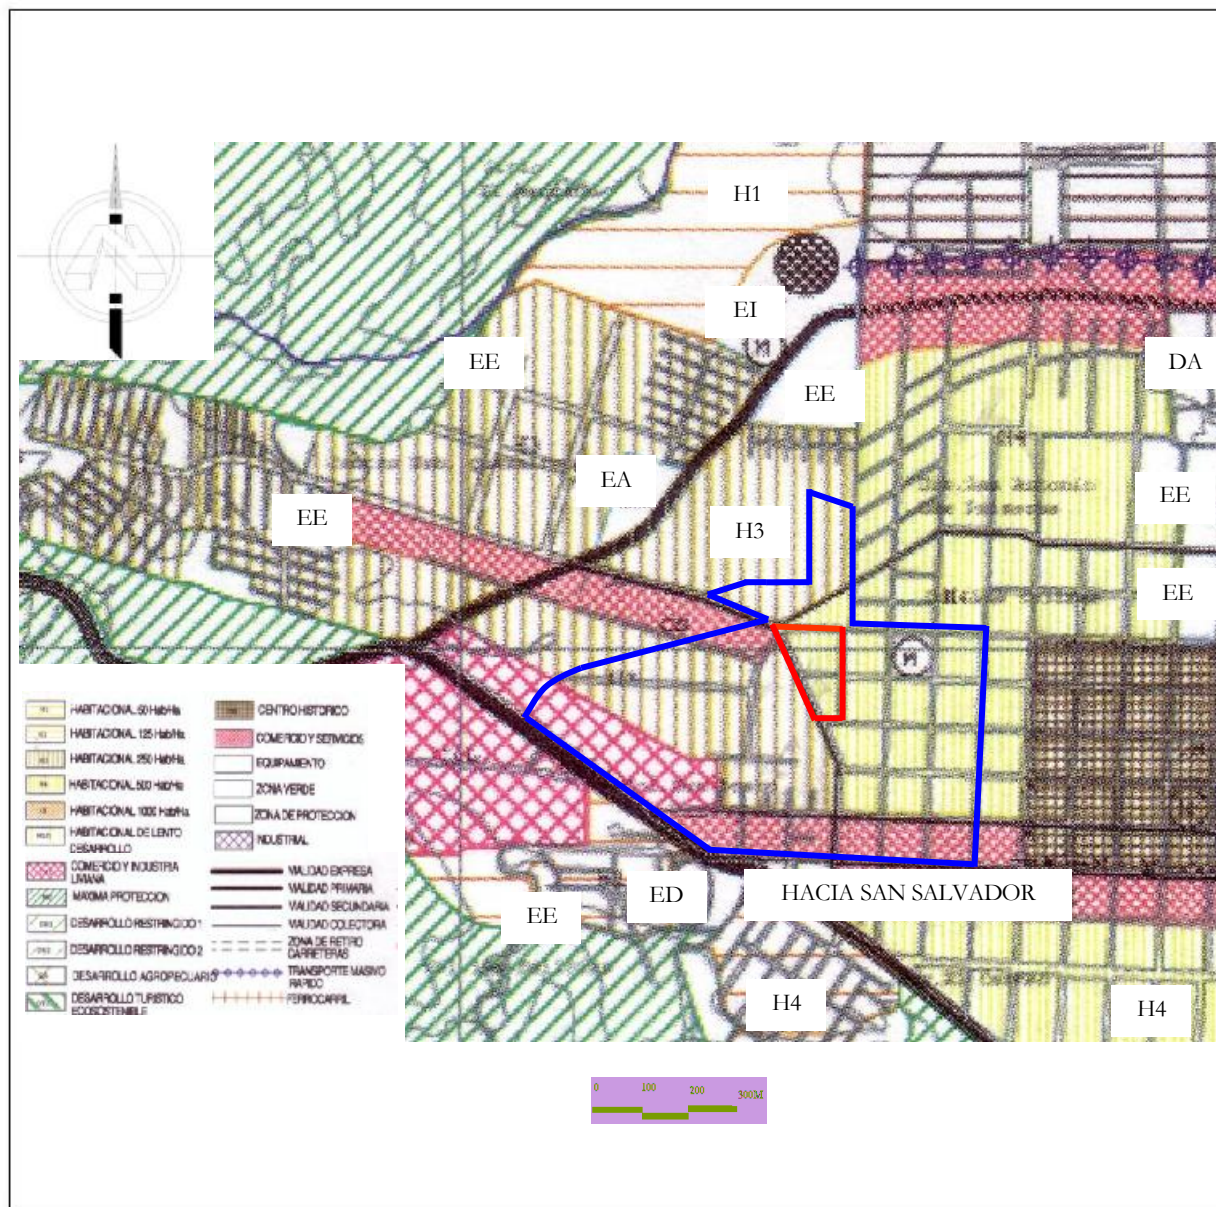 H1
EI
EE
DA
EE
EA
EE
EE
H3
EE
HABITACIONAL 50 Hab/Ha.
HABITACIONAL 125 Hab/Ha.
HABITACIONAL 250 Hab/Ha.
HABITACIONAL 500 Hab/Ha.
HABITACIONAL 1000 Hab/Ha.
HABITACIONAL DE LENTO
DESARROLLO
COMERCIO Y INDUSTRIA
LIVIANA
MAXIMA PROTECCION
DESARROLLO RESTRINGIDO 1
DESARROLLO RESTRINGIDO 2
DESARROLLO AGROPECUARIO
DESARROLLO TURISTICO
ECOSOSTENIBLE
CENTRO HISTORICO
COMERCIO Y SERVICIOS
EQUIPAMIENTO
ZONA VERDE
ZONA DE PROTECCION
INDUSTRIAL
VIALIDAD EXPRESA
VIALIDAD PRIMARIA
VIALIDAD SECUNDARIA
VIALIDAD COLECTORA
ZONA DE RETIRO
CARRETERAS
TRANSPORTE MASIVO
RAPIDO
FERROCARRIL
ED
EE
HACIA SAN SALVADOR
H4
H4
0 100 200 300M